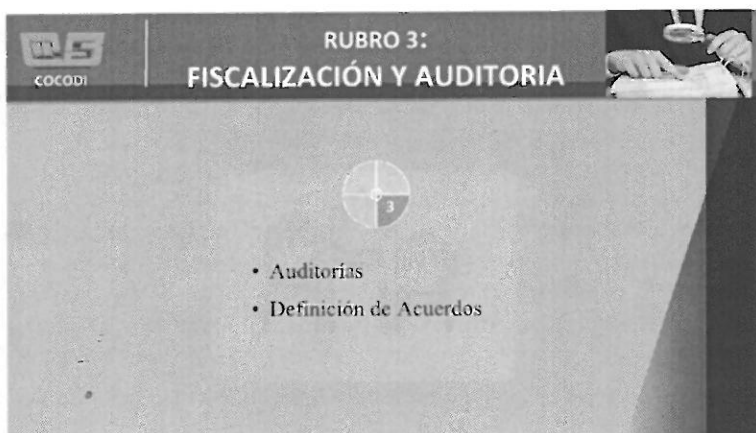 COCODI
RUBRO 3:
FISCALIZACIÓN Y AUDITORIA
3
• Auditorías
• Definición de Acuerdos